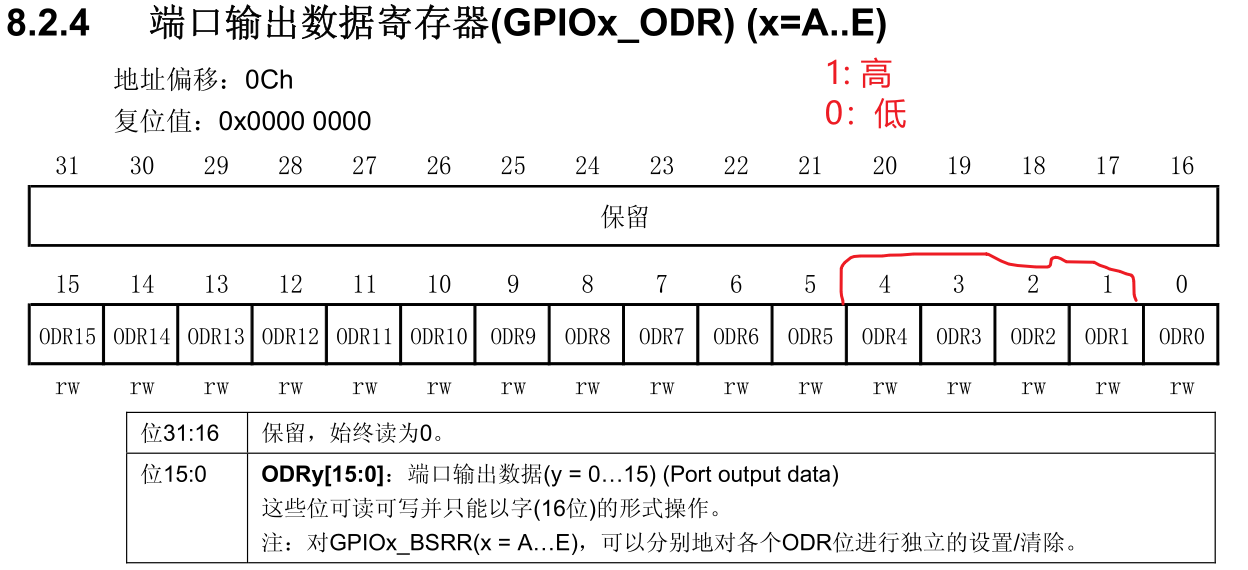 8.2.4 端口输出数据寄存器(GPIOx_ODR) (x=A..E)
地址偏移：0Ch
1: 高
复位值：0x0000 0000
0：低
31 30 29 28 27 26 25 24 23 22 21 20 19 18 17 16
保留
15 14 13 12 11 10 9 8 7 6 5 4 3 2 1 0
ODR15 ODR14 ODR13 ODR12 ODR11 ODR10 ODR9 ODR8 ODR7 ODR6 ODR5 ODR4 ODR3 ODR2 ODR1 ODR0
rw rw rw rw rw rw rw rw rw rw rw rw rw rw rw rw
位31:16 保留，始终读为0。
位15:0 ODRy[15:0]：端口输出数据(y = 0…15) (Port output data)
这些位可读可写并只能以字(16位)的形式操作。
注：对GPIOx_BSRR(x = A…E)，可以分别地对各个ODR位进行独立的设置/清除。